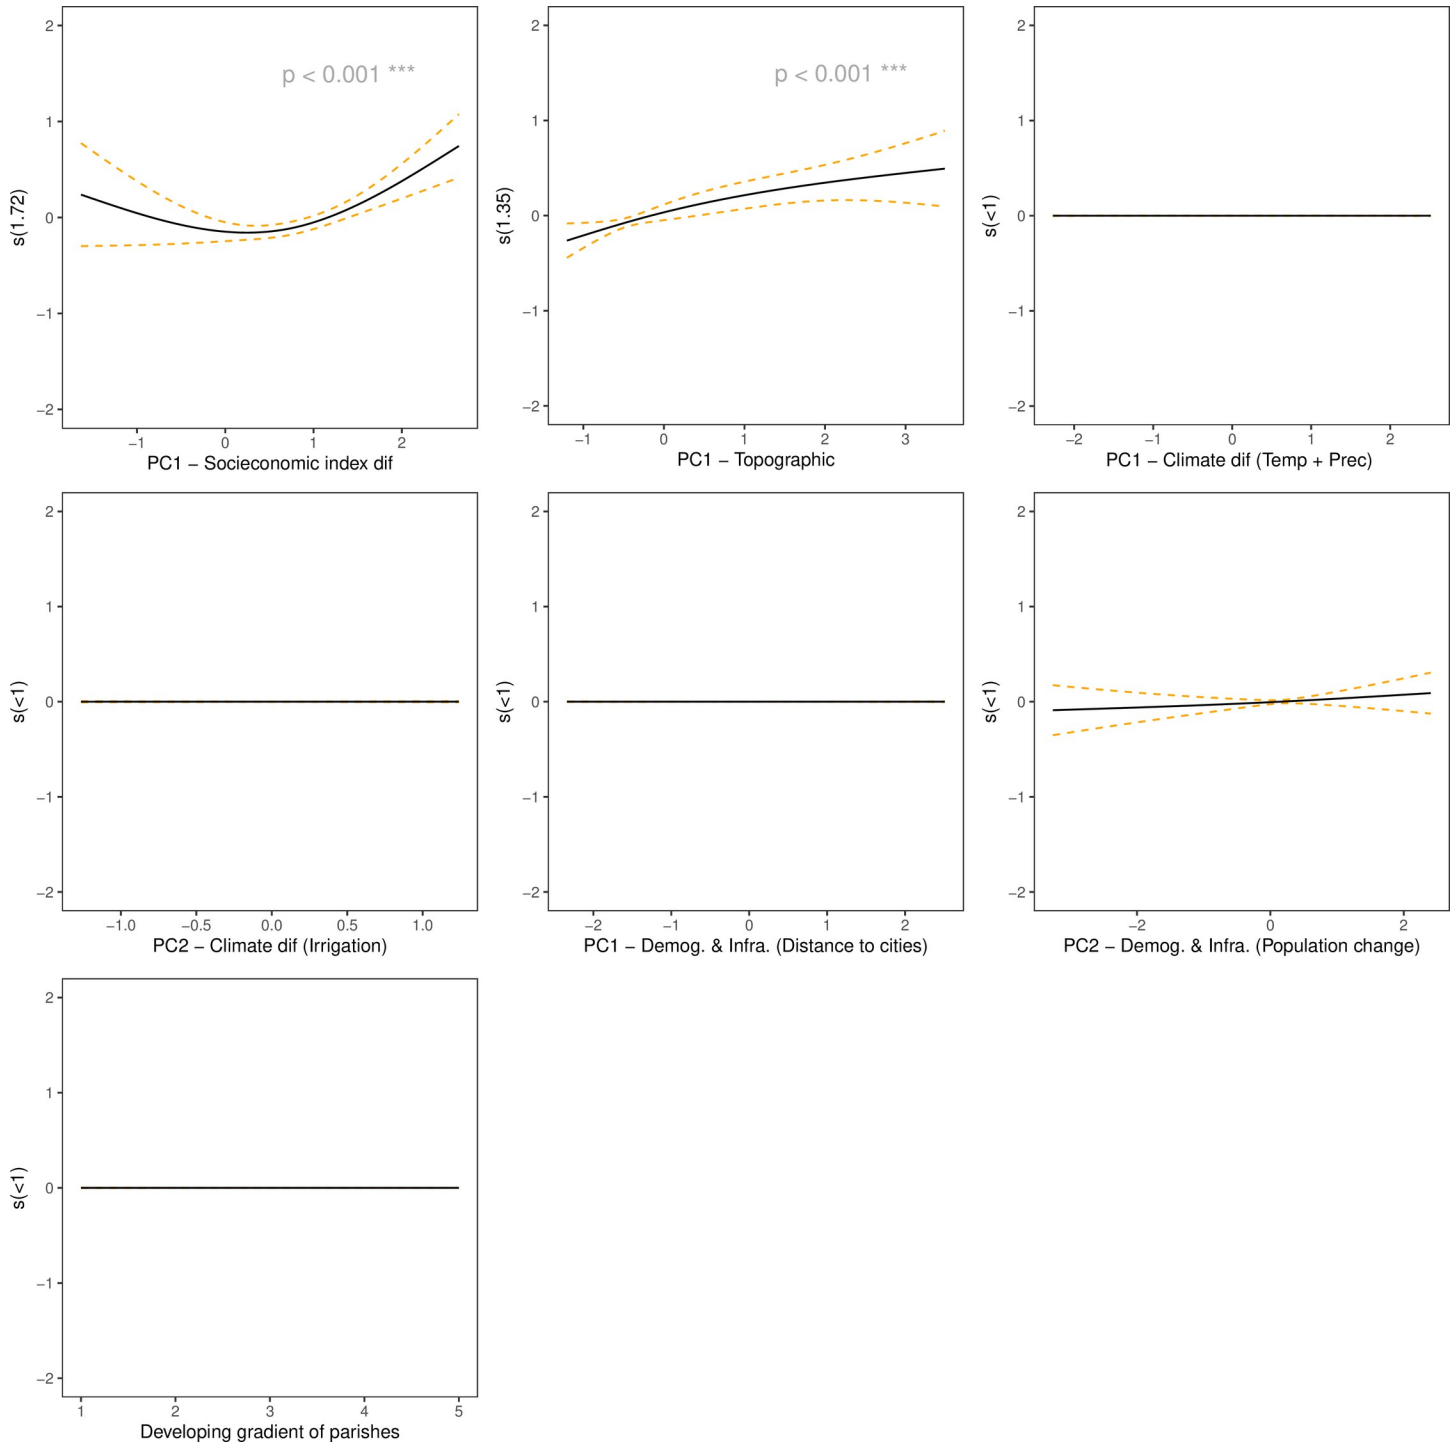 p < 0.001 ***
s(1.72)
2
1
0
−1
−2
−1 0 1 2
PC1 − Socieconomic index dif
p < 0.001 ***
s(1.35)
2
1
0
−1
−2
−1 0 1 2 3
PC1 − Topographic
s(<1)
2
1
0
−1
−2
−2 −1 0 1 2
PC1 − Climate dif (Temp + Prec)
s(<1)
2
1
0
−1
−2
−1.0 −0.5 0.0 0.5 1.0
PC2 − Climate dif (Irrigation)
s(<1)
2
1
0
−1
−2
−2 −1 0 1 2
PC1 − Demog. & Infra. (Distance to cities)
s(<1)
2
1
0
−1
−2
−2 0 2
PC2 − Demog. & Infra. (Population change)
s(<1)
2
1
0
−1
−2
1 2 3 4 5
Developing gradient of parishes